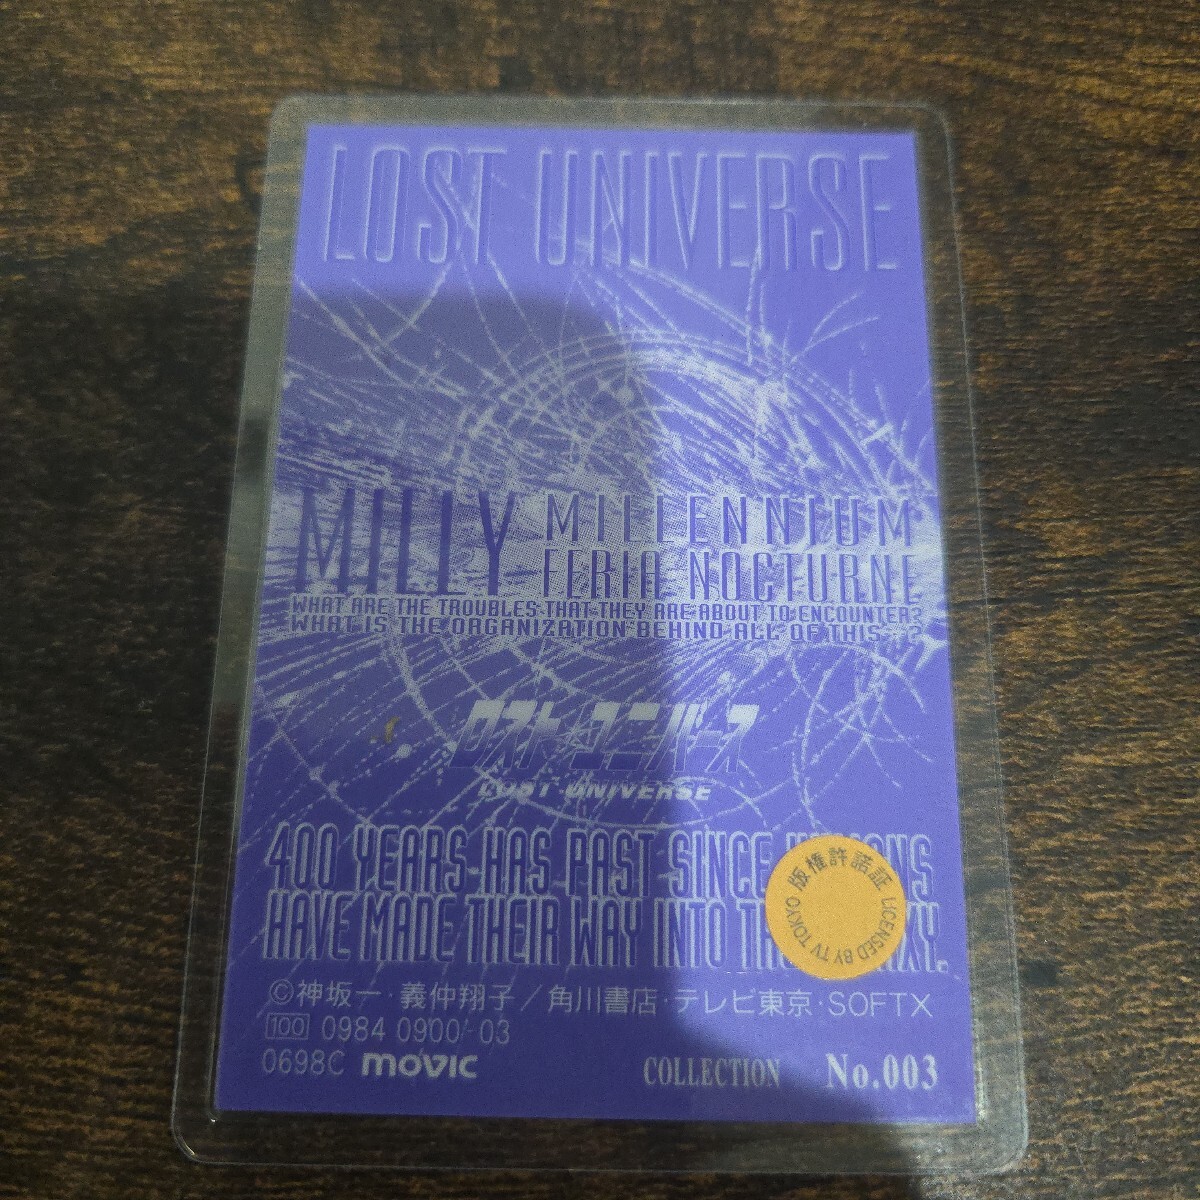 LOST UNIVERSE
MILLY
MILLENNIUM
FERIA NOCTURNE
WHAT ARE THE TROUBLES THAT THEY ARE ABOUT TO ENCOUNTER?
WHAT IS THE ORGANIZATION BEHIND ALL OF THIS...?
ロスト・ユニバース
LOST UNIVERSE
400 YEARS HAS PAST SINCE
HAVE MADE THEIR WAY INTO
版権許諾証
LICENSED BY TV TOKYO
©神坂一・義仲翔子/角川書店・テレビ東京・SOFTX
100 0984 0900-03
0698C movic
COLLECTION No.003